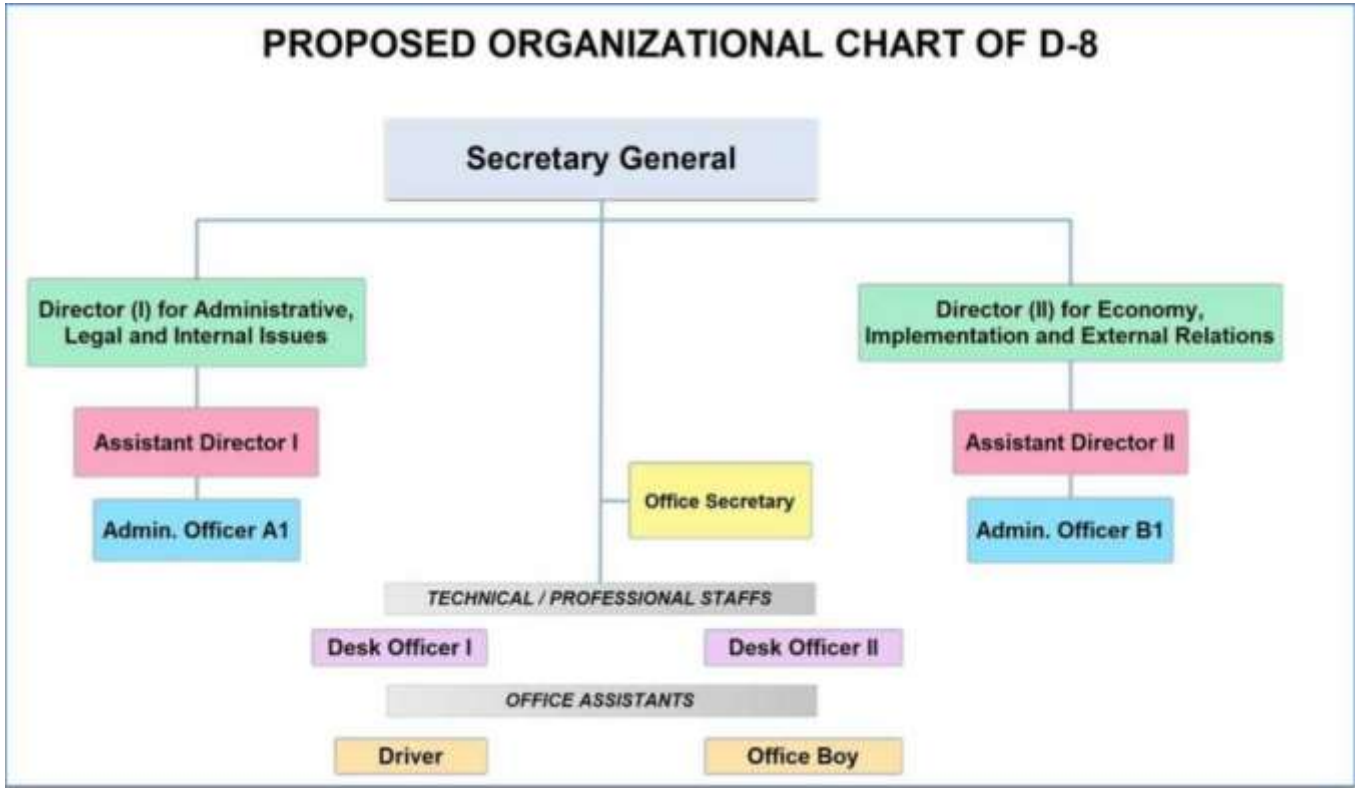 PROPOSED ORGANIZATIONAL CHART OF D-8
Secretary General
Director (I) for Administrative,
Legal and Internal Issues
Director (II) for Economy,
Implementation and External Relations
Assistant Director I
Assistant Director II
Office Secretary
Admin. Officer A1
Admin. Officer B1
TECHNICAL / PROFESSIONAL STAFFS
Desk Officer I
Desk Officer II
OFFICE ASSISTANTS
Driver
Office Boy